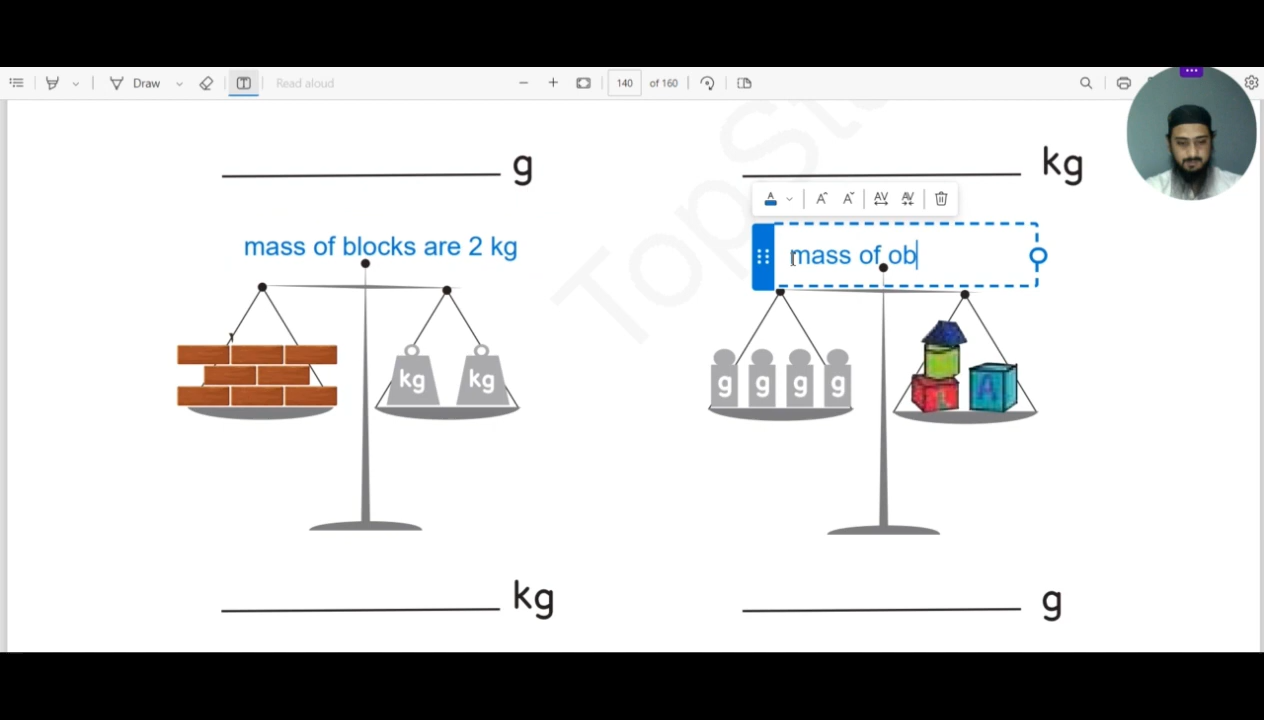 Draw
Read aloud
140 of 160
g
kg
mass of blocks are 2 kg
mass of ob
kg kg
g g g g
A
kg
g